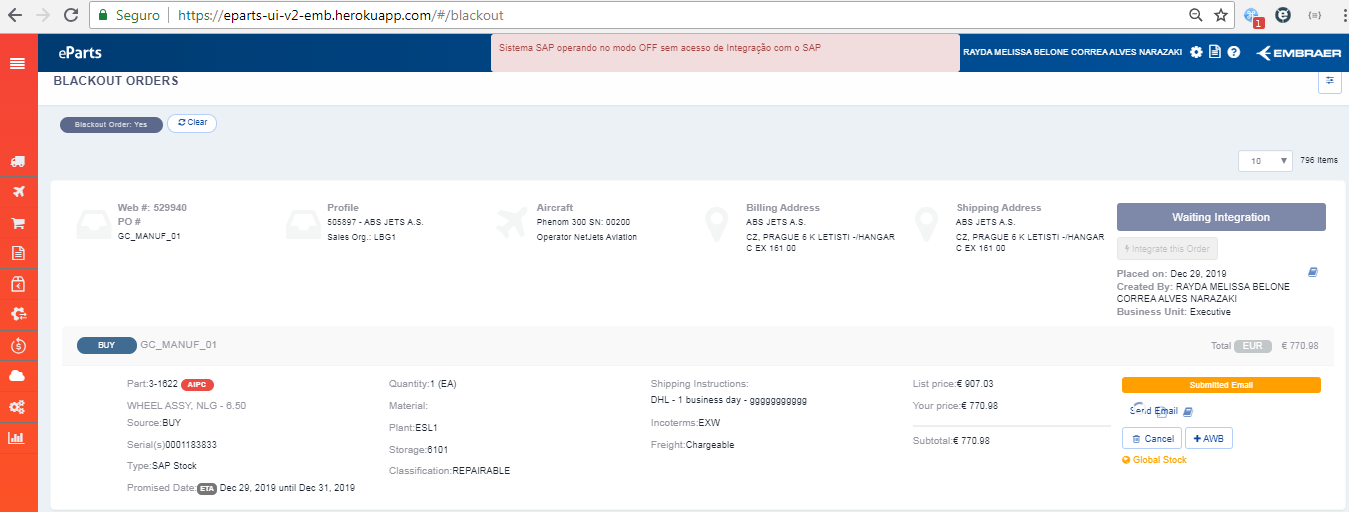 Seguro | https://eparts-ui-v2-emb.herokuapp.com/#/blackout
1
eParts
Sistema SAP operando no modo OFF sem acesso de Integração com o SAP
RAYDA MELISSA BELONE CORREA ALVES NARAZAKI
EMBRAER
BLACKOUT ORDERS
Blackout Order: Yes
Clear
10
796 items
Web #: 529940
PO #
GC_MANUF_01
Profile
505897 - ABS JETS A.S.
Sales Org.: LBG1
Aircraft
Phenom 300 SN: 00200
Operator NetJets Aviation
Billing Address
ABS JETS A.S.
CZ, PRAGUE 6 K LETISTI -/HANGAR
C EX 161 00
Shipping Address
ABS JETS A.S.
CZ, PRAGUE 6 K LETISTI -/HANGAR
C EX 161 00
Waiting Integration
Integrate this Order
Placed on: Dec 29, 2019
Created By: RAYDA MELISSA BELONE
CORREA ALVES NARAZAKI
Business Unit: Executive
BUY GC_MANUF_01
Total EUR € 770.98
Part:3-1622 AIPC
WHEEL ASSY, NLG - 6.50
Source:BUY
Serial(s)0001183833
Type:SAP Stock
Promised Date: ETA Dec 29, 2019 until Dec 31, 2019
Quantity:1 (EA)
Material:
Plant:ESL1
Storage:6101
Classification:REPAIRABLE
Shipping Instructions:
DHL - 1 business day - ggggggggggg
Incoterms:EXW
Freight:Chargeable
List price:€ 907.03
Your price:€ 770.98
Subtotal:€ 770.98
Submitted Email
Send Email
Cancel
+ AWB
Global Stock